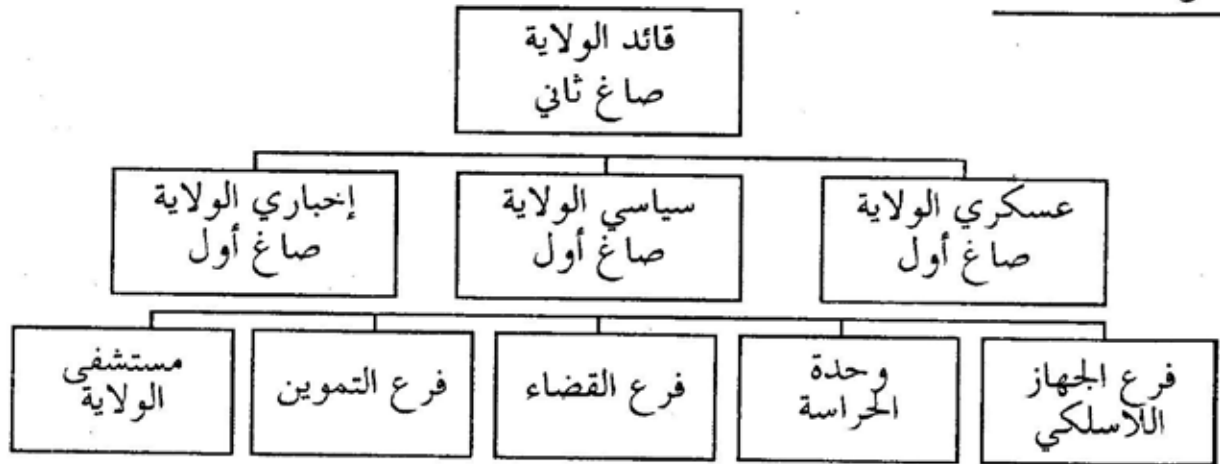 قائد الولاية
صاغ ثاني
عسكري الولاية
صاغ أول
سياسي الولاية
صاغ أول
إخباري الولاية
صاغ أول
فرع الجهاز
اللاسلكي
وحدة
الحراسة
فرع القضاء
فرع التموين
مستشفى
الولاية